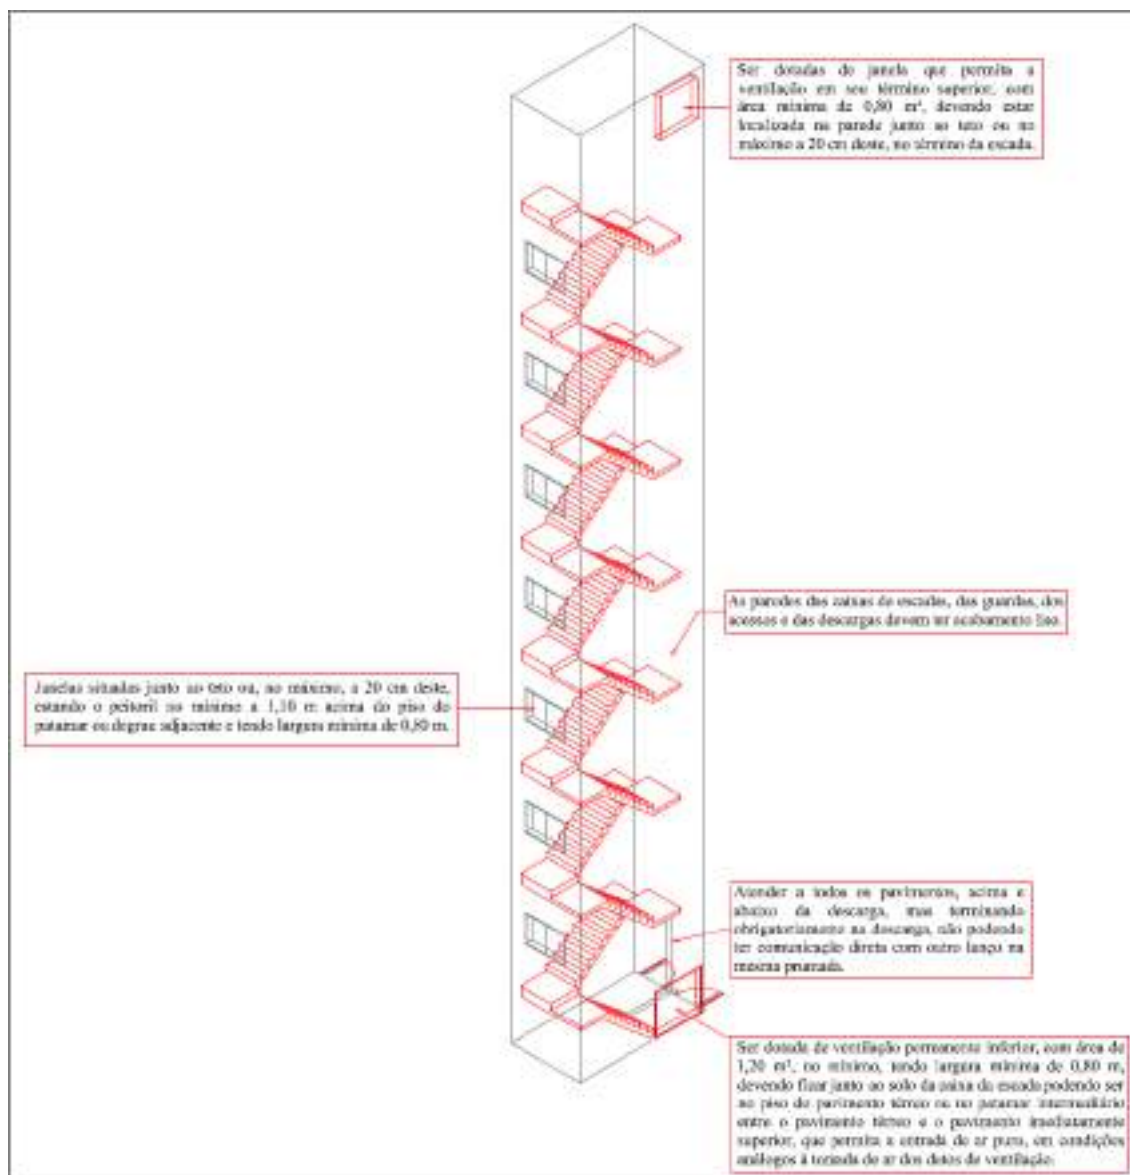 Ser dotadas de janela que permita a
ventilação em seu término superior, com
área mínima de 0,80 m², devendo estar
localizada na parede junto ao teto ou no
máximo a 20 cm deste, no término da escada.
As paredes das caixas de escadas, das guardas, dos
acessos e das descargas devem ter acabamento liso.
Janelas situadas junto ao teto ou, no máximo, a 20 cm deste,
estando o peitoril no mínimo a 1,10 m acima do piso do
patamar ou degrau adjacente e tendo largura mínima de 0,80 m.
Atender a todos os pavimentos, acima e
abaixo da descarga, mas terminando
obrigatoriamente na descarga, não podendo
ter comunicação direta com outro lanço na
mesma prumada.
Ser dotada de ventilação permanente inferior, com área de
1,20 m², no mínimo, tendo largura mínima de 0,80 m,
devendo ficar junto ao solo da caixa da escada podendo ser
no piso do pavimento térreo ou no patamar intermediário
entre o pavimento térreo e o pavimento imediatamente
superior, que permita a entrada de ar puro, em condições
análogos à tomada de ar dos dutos de ventilação.